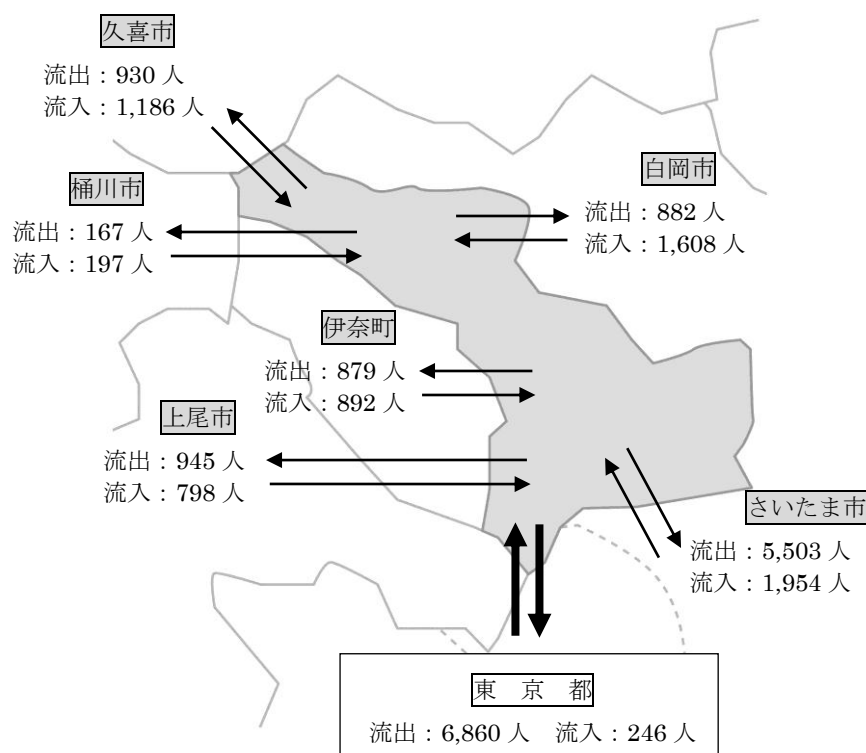 久喜市
流出：930 人
流入：1,186 人
白岡市
流出：882 人
流入：1,608 人
桶川市
流出：167 人
流入：197 人
伊奈町
流出：879 人
流入：892 人
上尾市
流出：945 人
流入：798 人
さいたま市
流出：5,503 人
流入：1,954 人
東　京　都
流出：6,860 人　流入：246 人